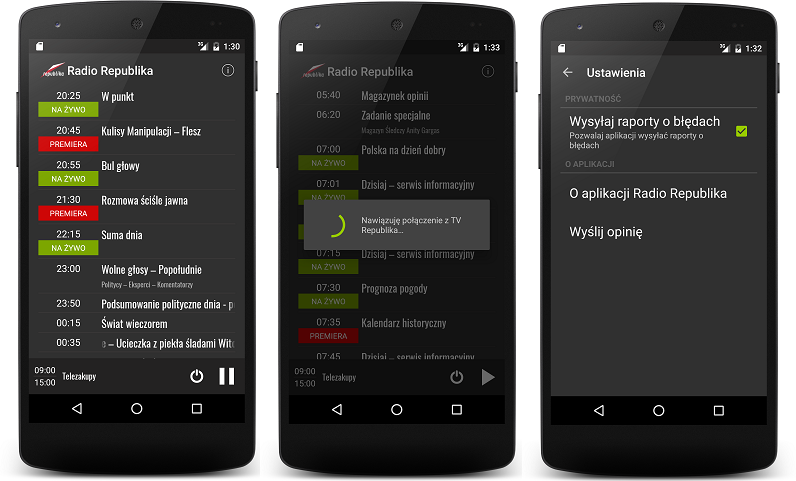 3G 1:30
republika Radio Republika
20:25 W punkt
NA ŻYWO
20:45 Kulisy Manipulacji – Flesz
PREMIERA
20:55 Bul głowy
NA ŻYWO
21:30 Rozmowa ściśle jawna
PREMIERA
22:15 Suma dnia
NA ŻYWO
23:00 Wolne głosy – Popołudnie
Politycy – Eksperci – Komentatorzy
23:50 Podsumowanie polityczne dnia - p
00:15 Świat wieczorem
00:35 – Ucieczka z piekła śladami Wito
09:00
15:00
Telezakupy
3G 1:33
republika Radio Republika
05:40 Magazynek opinii
06:20 Zadanie specjalne
Magazyn Śledczy Anity Gargas
07:00 Polska na dzień dobry
NA ŻYWO
07:01 Dzisiaj – serwis informacyjny
NA ŻYWO
Nawiązuję połączenie z TV
Republika...
07:15 Dzisiaj – serwis informacyjny
NA ŻYWO
07:30 Prognoza pogody
NA ŻYWO
07:35 Kalendarz historyczny
PREMIERA
07:45 Dzisiaj – serwis informacyjny
09:00
15:00
Telezakupy
3G 1:32
Ustawienia
PRYWATNOŚĆ
Wysyłaj raporty o błędach
Pozwalaj aplikacji wysyłać raporty o
błędach
O APLIKACJI
O aplikacji Radio Republika
Wyślij opinię